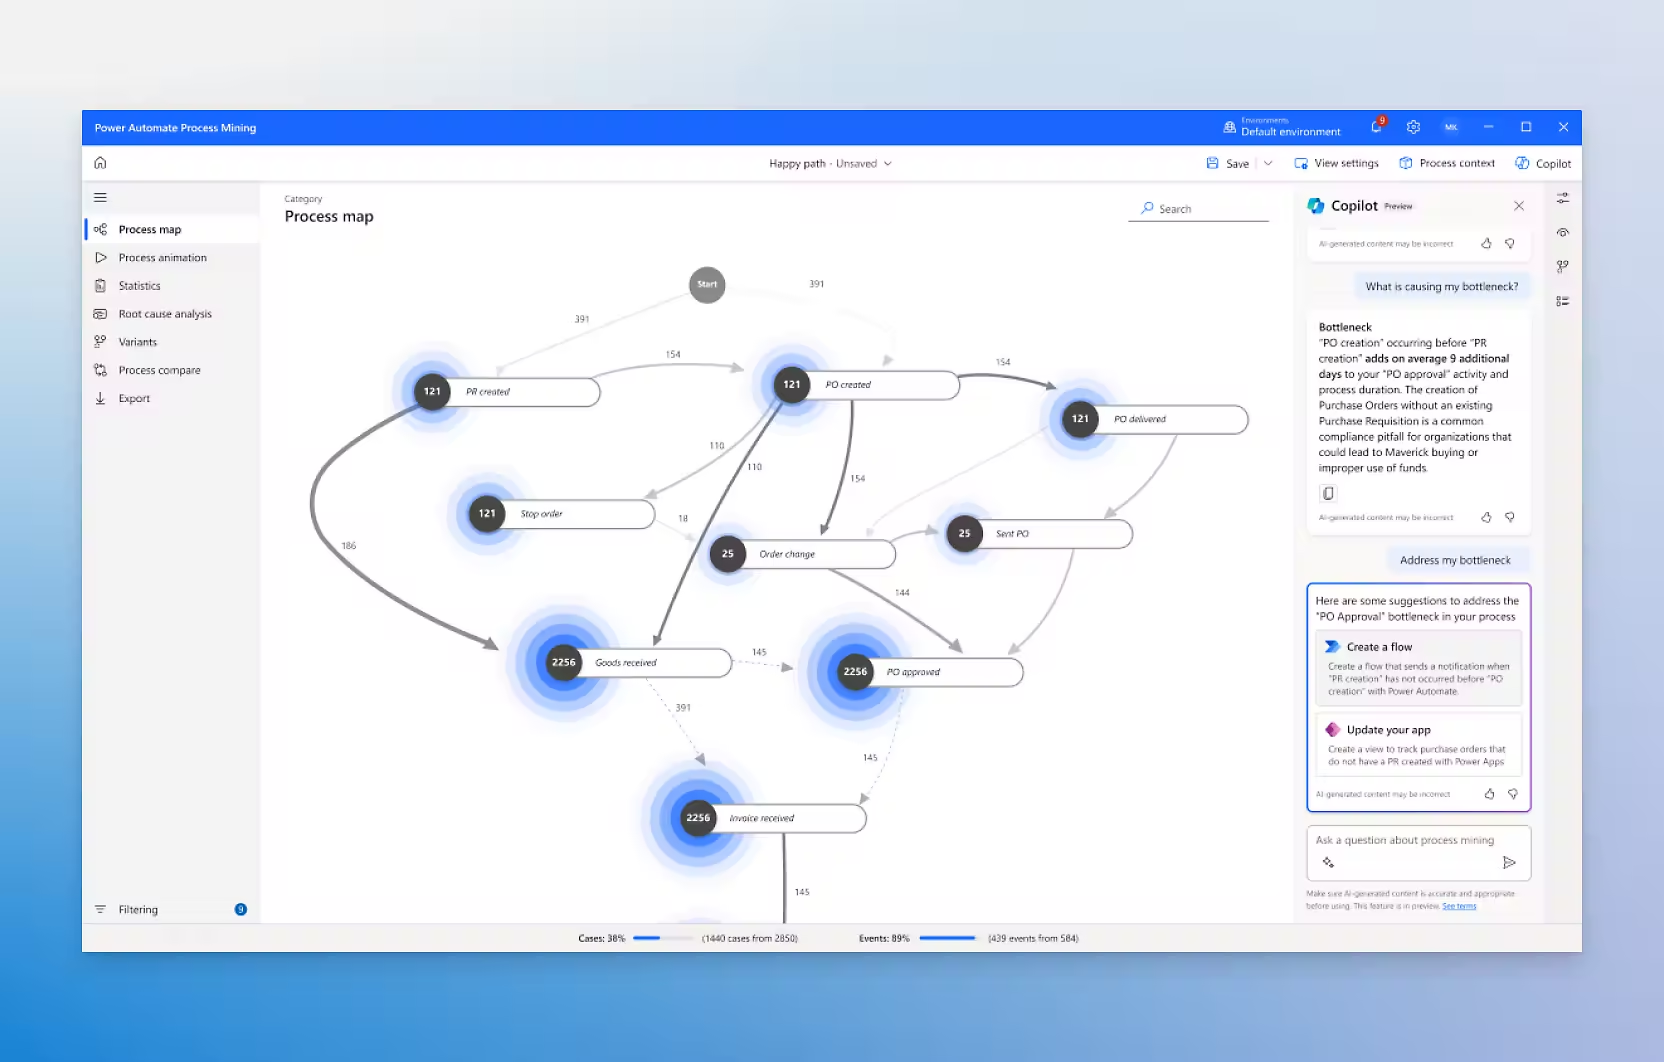 Power Automate Process Mining
Environments
Default environment
9
MK
Happy path - Unsaved
Save
View settings
Process context
Copilot
Process map
Process animation
Statistics
Root cause analysis
Variants
Process compare
Export
Filtering
9
Category
Process map
Search
Start
391
391
154
121
PR created
121
PO created
154
121
PO delivered
110
110
154
121
Stop order
18
25
Order change
25
Sent PO
186
144
2256
Goods received
145
2256
PO approved
391
145
2256
Invoice received
145
Cases: 38%
(1440 cases from 2850)
Events: 89%
(439 events from 584)
Copilot Preview
AI-generated content may be incorrect
What is causing my bottleneck?
Bottleneck
"PO creation" occurring before "PR
creation" adds on average 9 additional
days to your "PO approval" activity and
process duration. The creation of
Purchase Orders without an existing
Purchase Requisition is a common
compliance pitfall for organizations that
could lead to Maverick buying or
improper use of funds.
AI-generated content may be incorrect
Address my bottleneck
Here are some suggestions to address the
"PO Approval" bottleneck in your process
Create a flow
Create a flow that sends a notification when
"PR creation" has not occurred before "PO
creation" with Power Automate.
Update your app
Create a view to track purchase orders that
do not have a PR created with Power Apps
AI-generated content may be incorrect
Ask a question about process mining
Make sure AI-generated content is accurate and appropriate
before using. This feature is in preview. See terms